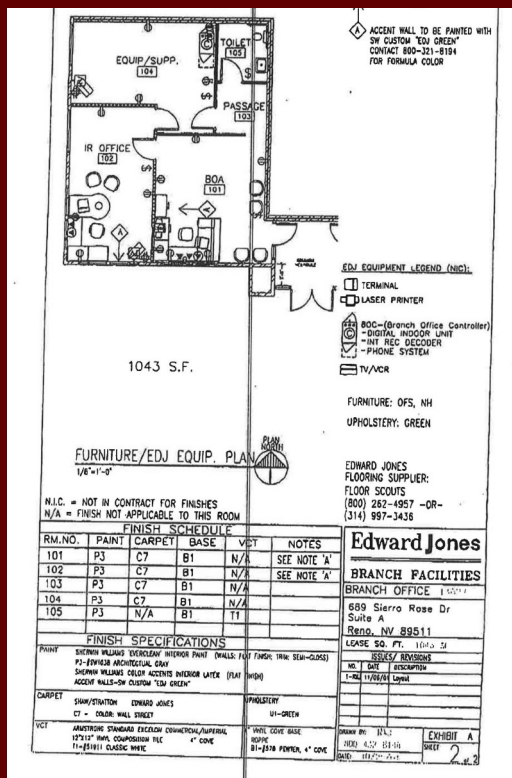 ACCENT WALL TO BE PAINTED WITH
SW CUSTOM "EDJ GREEN"
CONTACT 800-321-8194
FOR FORMULA COLOR
A
TOILET
105
EQUIP/SUPP.
104
PASSAGE
103
IR OFFICE
102
BOA
101
A
A
EDJ EQUIPMENT LEGEND (NIC):
TERMINAL
LASER PRINTER
BOC-(Branch Office Controller)
-DIGITAL INDOOR UNIT
-INT REC DECODER
-PHONE SYSTEM
TV/VCR
1043 S.F.
FURNITURE: OFS, NH
UPHOLSTERY: GREEN
FURNITURE/EDJ EQUIP. PLAN
1/8"=1'-0"
PLAN
NORTH
EDWARD JONES
FLOORING SUPPLIER:
FLOOR SCOUTS
(800) 262-4957 -OR-
(314) 997-3436
N.I.C. = NOT IN CONTRACT FOR FINISHES
N/A = FINISH NOT APPLICABLE TO THIS ROOM
FINISH SCHEDULE
RM.NO. PAINT CARPET BASE VCT NOTES
101 P3 C7 B1 N/A SEE NOTE 'A'
102 P3 C7 B1 N/A SEE NOTE 'A'
103 P3 C7 B1 N/A
104 P3 C7 B1 N/A
105 P3 N/A B1 T1
FINISH SPECIFICATIONS
PAINT SHERWIN WILLIAMS 'EVERCLEAN' INTERIOR PAINT (WALLS: FLAT FINISH; TRIM: SEMI-GLOSS)
P3-#SW1038 ARCHITECTURAL GRAY
SHERWIN WILLIAMS COLOR ACCENTS INTERIOR LATEX (FLAT FINISH)
ACCENT WALLS-SW CUSTOM "EDJ GREEN"
CARPET SHAW/STRATTON EDWARD JONES
C7 - COLOR: WALL STREET
UPHOLSTERY
U1-GREEN
VCT ARMSTRONG STANDARD EXCELON COMMERCIAL/IMPERIAL
12"X12" VINYL COMPOSITION TILE 4" COVE
T1-#51911 CLASSIC WHITE
4" VINYL COVE BASE
ROPPE
B1-#178 PEWTER, 4" COVE
Edward Jones
BRANCH FACILITIES
BRANCH OFFICE
689 Sierra Rose Dr
Suite A
Reno, NV 89511
LEASE SQ. FT.
ISSUES/ REVISIONS
NO. DATE DESCRIPTION
Layout
DRAWN BY:
DATE:
EXHIBIT A
SHEET
2 of 2